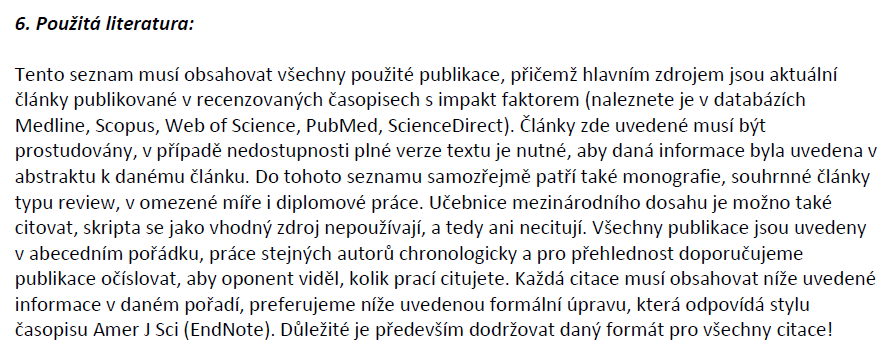 6. Použitá literatura:
Tento seznam musí obsahovat všechny použité publikace, přičemž hlavním zdrojem jsou aktuální
články publikované v recenzovaných časopisech s impakt faktorem (naleznete je v databázích
Medline, Scopus, Web of Science, PubMed, ScienceDirect). Články zde uvedené musí být
prostudovány, v případě nedostupnosti plné verze textu je nutné, aby daná informace byla uvedena v
abstraktu k danému článku. Do tohoto seznamu samozřejmě patří také monografie, souhrnné články
typu review, v omezené míře i diplomové práce. Učebnice mezinárodního dosahu je možno také
citovat, skripta se jako vhodný zdroj nepoužívají, a tedy ani necitují. Všechny publikace jsou uvedeny
v abecedním pořádku, práce stejných autorů chronologicky a pro přehlednost doporučujeme
publikace očíslovat, aby oponent viděl, kolik prací citujete. Každá citace musí obsahovat níže uvedené
informace v daném pořadí, preferujeme níže uvedenou formální úpravu, která odpovídá stylu
časopisu Amer J Sci (EndNote). Důležité je především dodržovat daný formát pro všechny citace!